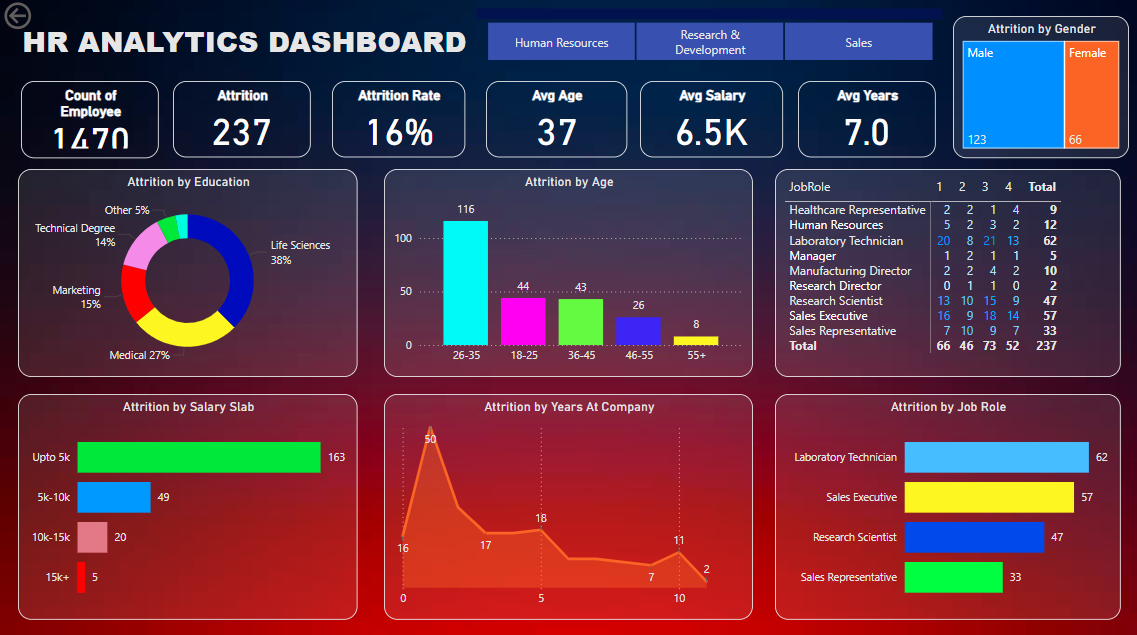 HR ANALYTICS DASHBOARD
Human Resources
Research &
Development
Sales
Attrition by Gender
Male
Female
123
66
Count of
Employee
1470
Attrition
237
Attrition Rate
16%
Avg Age
37
Avg Salary
6.5K
Avg Years
7.0
Attrition by Education
Other 5%
Technical Degree
14%
Life Sciences
38%
Marketing
15%
Medical 27%
Attrition by Age
116
100
44
43
50
26
8
0
26-35 18-25 36-45 46-55 55+
JobRole 1 2 3 4 Total
Healthcare Representative 2 2 1 4 9
Human Resources 5 2 3 2 12
Laboratory Technician 20 8 21 13 62
Manager 1 2 1 1 5
Manufacturing Director 2 2 4 2 10
Research Director 0 1 1 0 2
Research Scientist 13 10 15 9 47
Sales Executive 16 9 18 14 57
Sales Representative 7 10 9 7 33
Total 66 46 73 52 237
Attrition by Salary Slab
Upto 5k 163
5k-10k 49
10k-15k 20
15k+ 5
Attrition by Years At Company
50
16
17
18
7
11
2
0 5 10
Attrition by Job Role
Laboratory Technician 62
Sales Executive 57
Research Scientist 47
Sales Representative 33